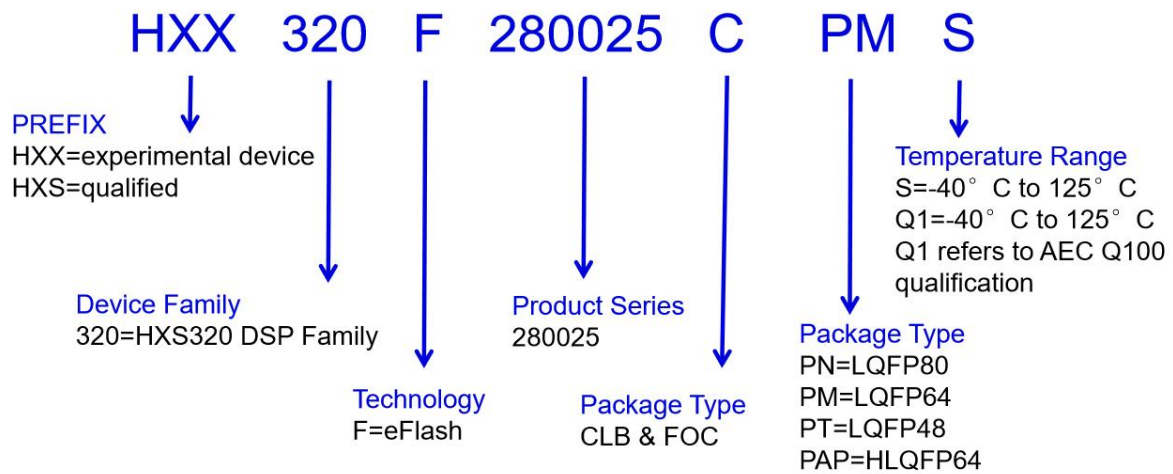 HXX 320 F 280025 C PM S
PREFIX
HXX=experimental device
HXS=qualified
Device Family
320=HXS320 DSP Family
Technology
F=eFlash
Product Series
280025
Package Type
CLB & FOC
Package Type
PN=LQFP80
PM=LQFP64
PT=LQFP48
PAP=HLQFP64
Temperature Range
S=-40° C to 125° C
Q1=-40° C to 125° C
Q1 refers to AEC Q100
qualification